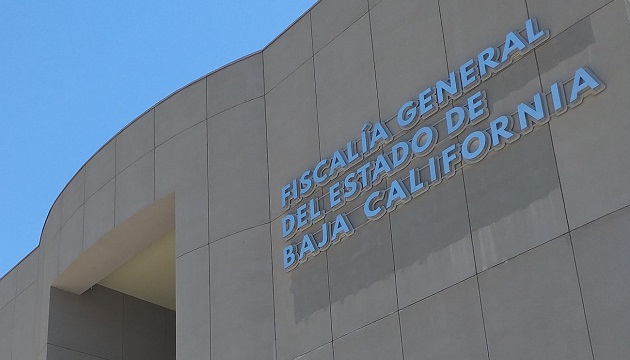 FISCALÍA GENERAL
DEL ESTADO DE
BAJA CALIFORNIA